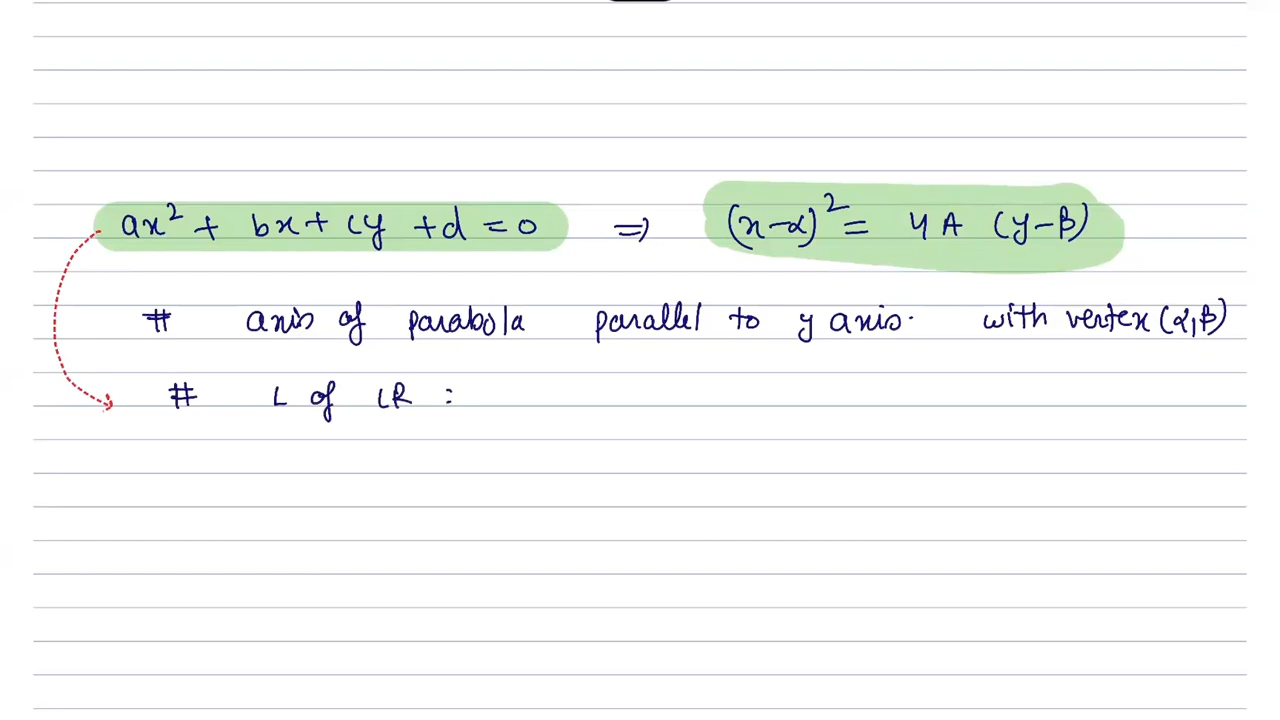 ax² + bx + cy + d = 0 ⇒ (x-α)² = 4A (y-β)
# axis of parabola parallel to y axis. with vertex (α,β)
# L of LR :